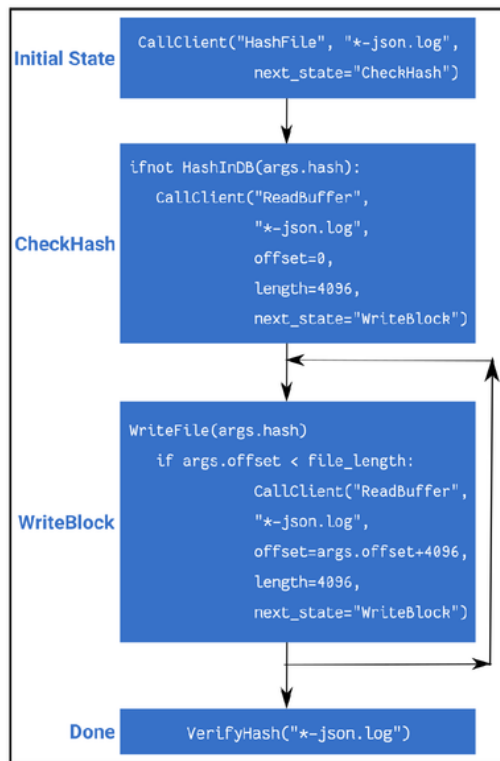 Initial State
CallClient("HashFile", "*-json.log",
next_state="CheckHash")
CheckHash
ifnot HashInDB(args.hash):
CallClient("ReadBuffer",
"*-json.log",
offset=0,
length=4096,
next_state="WriteBlock")
WriteBlock
WriteFile(args.hash)
if args.offset < file_length:
CallClient("ReadBuffer",
"*-json.log",
offset=args.offset+4096,
length=4096,
next_state="WriteBlock")
Done
VerifyHash("*-json.log")